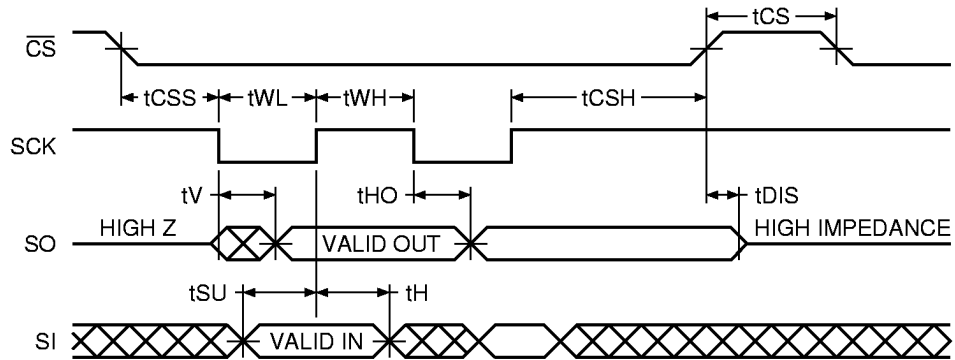 tCS
C̅S̅
tCSS tWL tWH tCSH
SCK
tV tHO tDIS
HIGH Z VALID OUT HIGH IMPEDANCE
SO
tSU tH
SI VALID IN